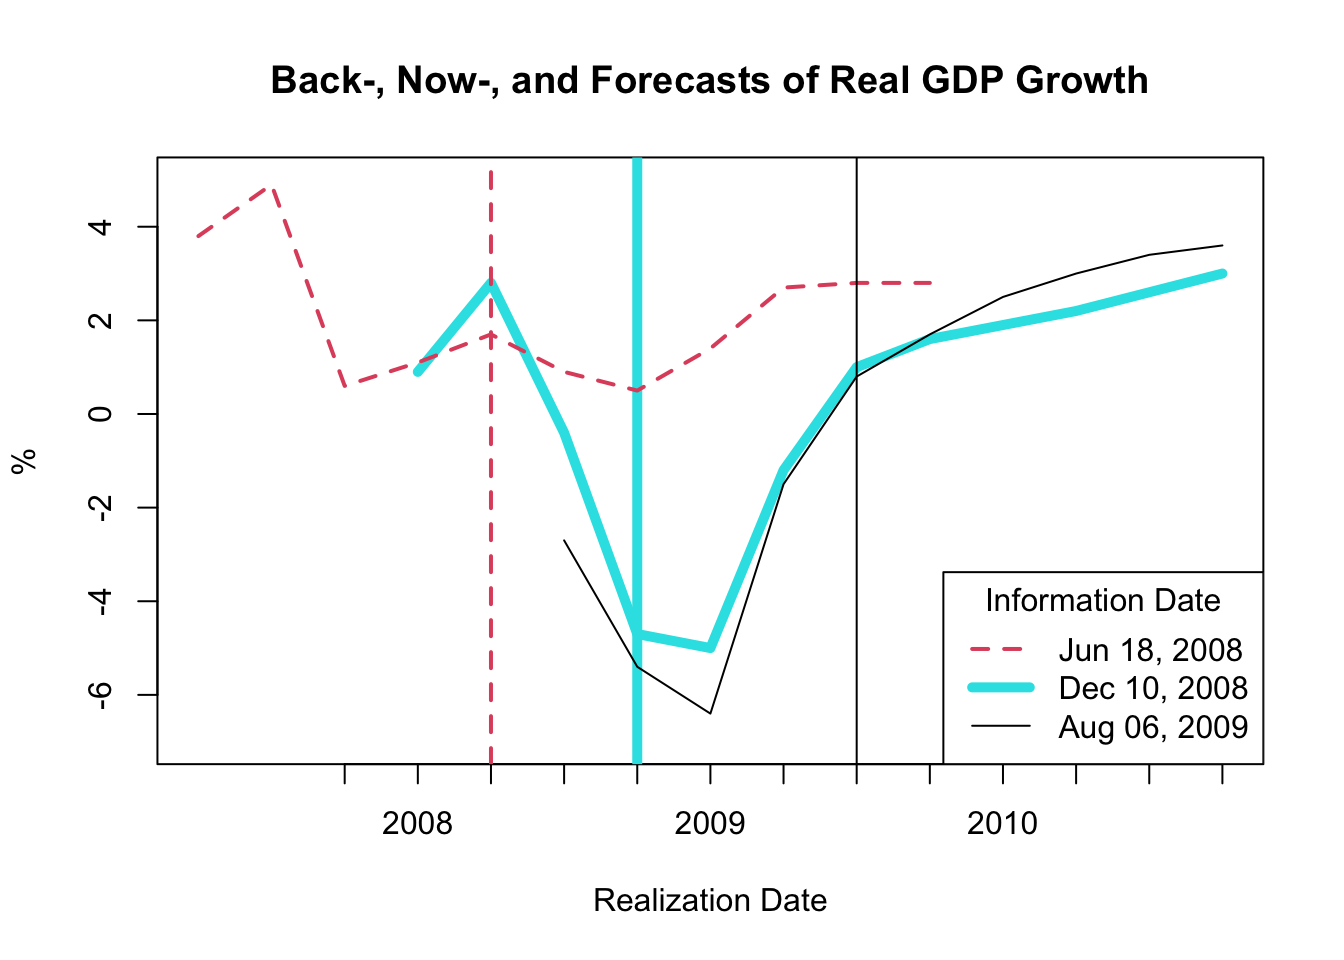 Back-, Now-, and Forecasts of Real GDP Growth
%
4
2
0
-2
-4
-6
Information Date
Jun 18, 2008
Dec 10, 2008
Aug 06, 2009
2008 2009 2010
Realization Date